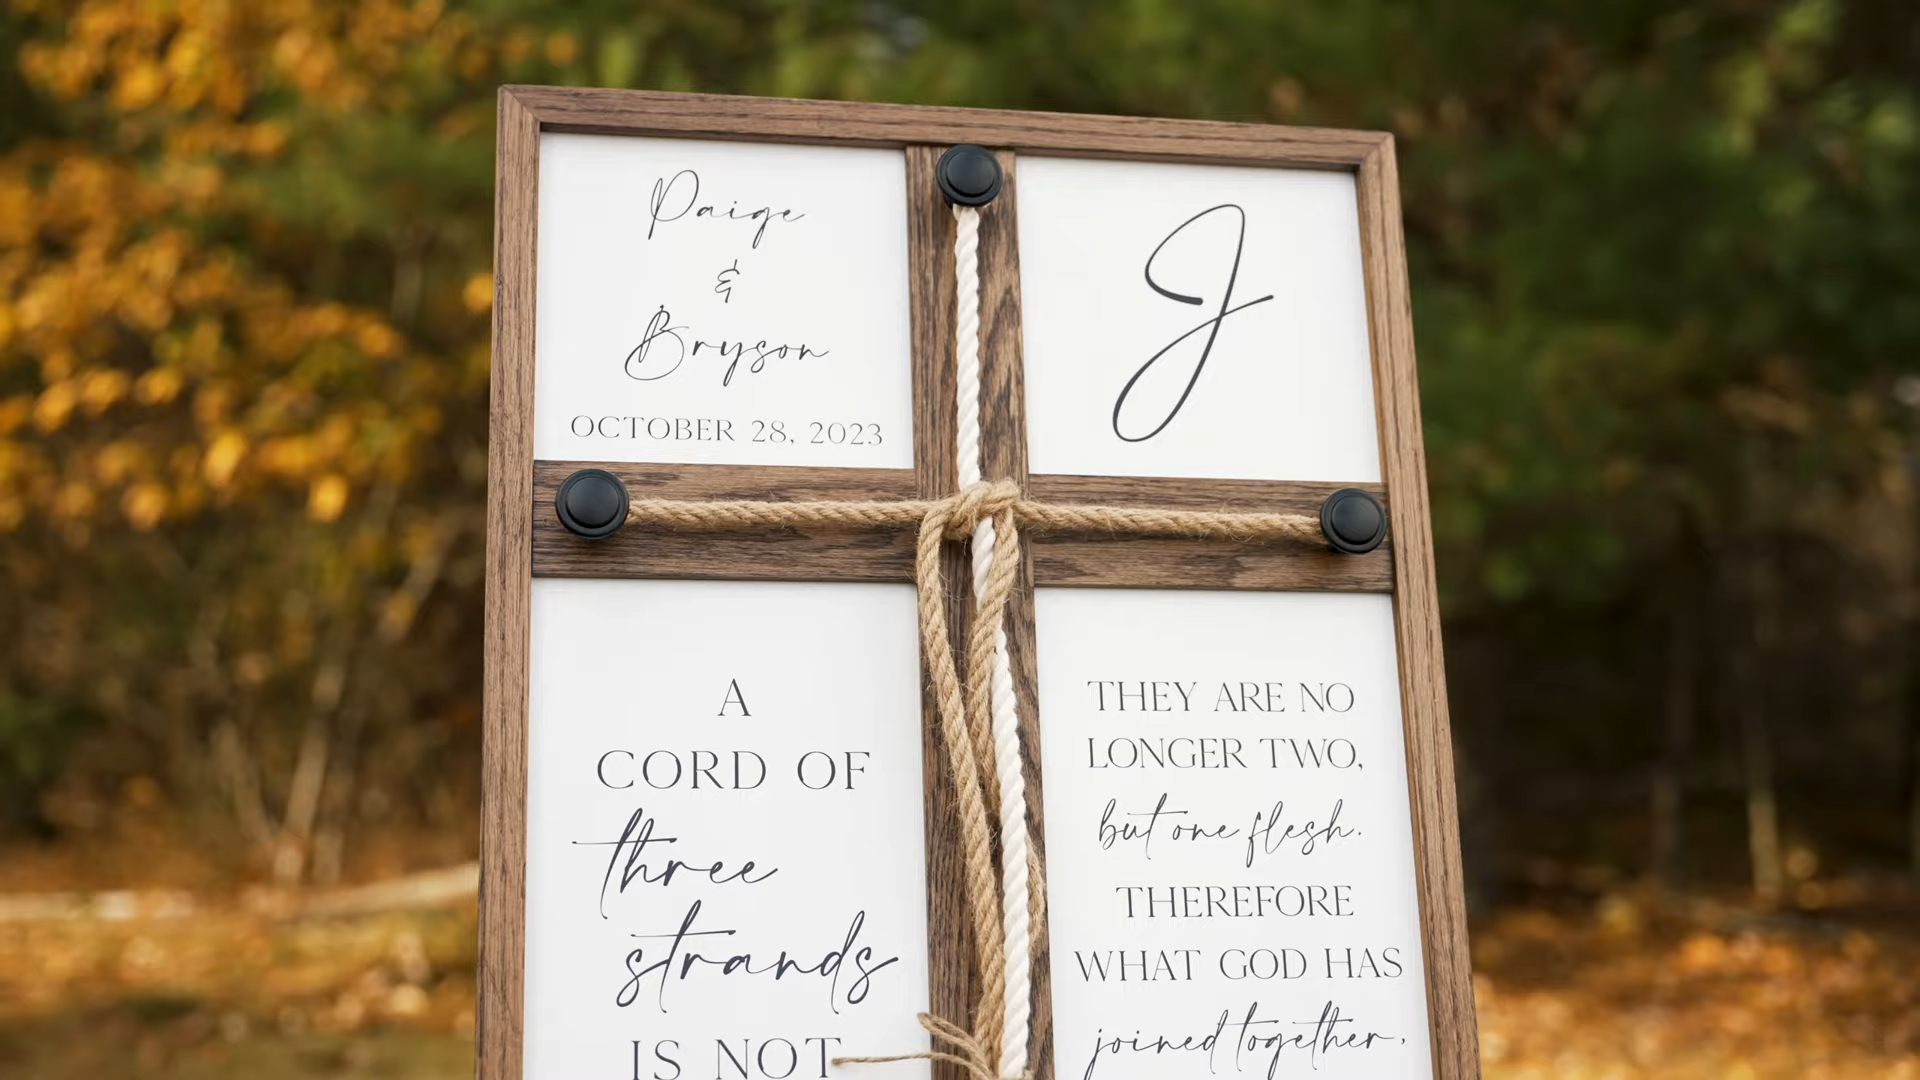 Paige
&
Bryson
OCTOBER 28, 2023
J
A
CORD OF
three
strands
IS NOT
THEY ARE NO
LONGER TWO,
but one flesh.
THEREFORE
WHAT GOD HAS
joined together,